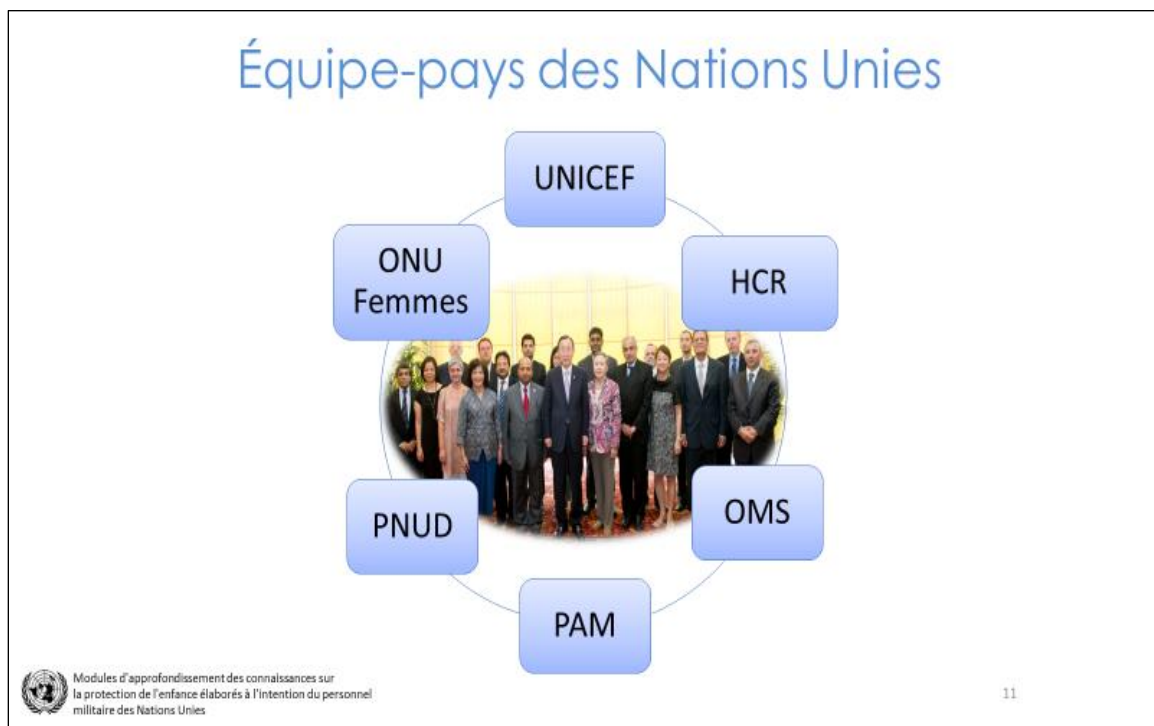 Équipe-pays des Nations Unies
UNICEF
HCR
OMS
PAM
PNUD
ONU
Femmes
Modules d'approfondissement des connaissances sur
la protection de l'enfance élaborés à l'intention du personnel
militaire des Nations Unies
11